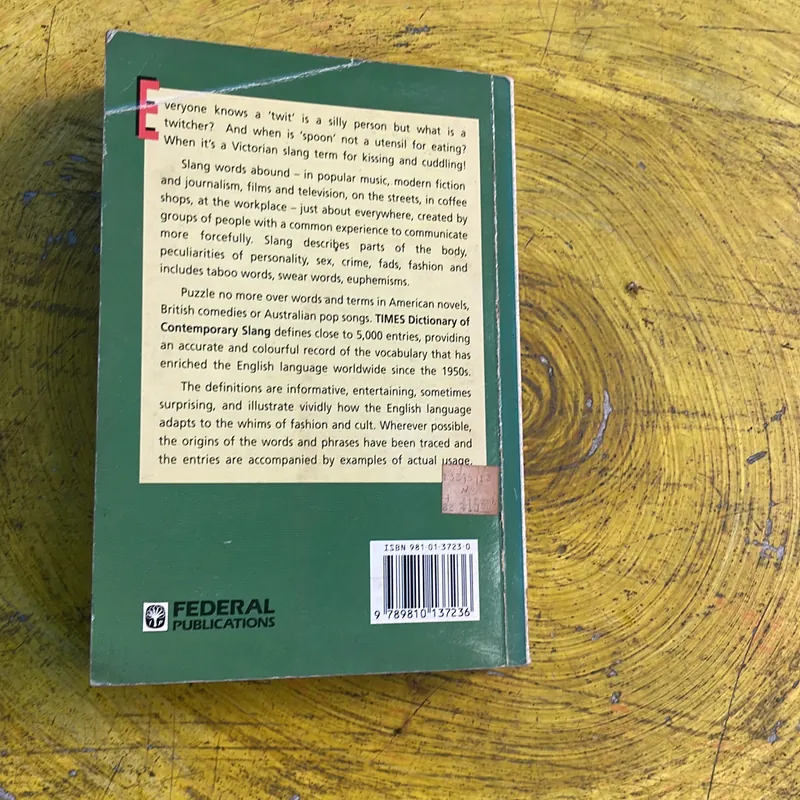 Everyone knows a 'twit' is a silly person but what is a
twitcher? And when is 'spoon' not a utensil for eating?
When it's a Victorian slang term for kissing and cuddling!
Slang words abound – in popular music, modern fiction
and journalism, films and television, on the streets, in coffee
shops, at the workplace – just about everywhere, created by
groups of people with a common experience to communicate
more forcefully. Slang describes parts of the body,
peculiarities of personality, sex, crime, fads, fashion and
includes taboo words, swear words, euphemisms.
Puzzle no more over words and terms in American novels,
British comedies or Australian pop songs. TIMES Dictionary of
Contemporary Slang defines close to 5,000 entries, providing
an accurate and colourful record of the vocabulary that has
enriched the English language worldwide since the 1950s.
The definitions are informative, entertaining, sometimes
surprising, and illustrate vividly how the English language
adapts to the whims of fashion and cult. Wherever possible,
the origins of the words and phrases have been traced and
the entries are accompanied by examples of actual usage.
ISBN 981-01-3723-0
9 789810 137236
FEDERAL
PUBLICATIONS